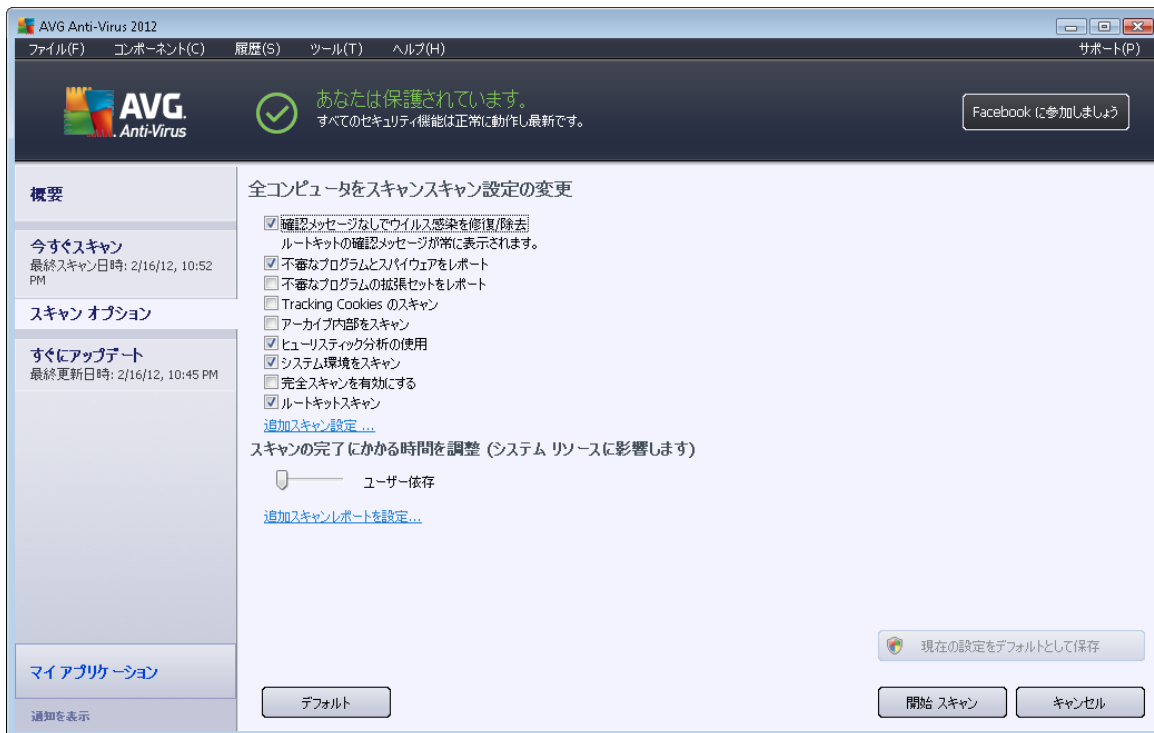 AVG Anti-Virus 2012
ファイル(F) コンポーネント(C) 履歴(S) ツール(T) ヘルプ(H) サポート(P)
AVG.
Anti-Virus
あなたは保護されています。
すべてのセキュリティ機能は正常に動作し最新です。
Facebook に参加しましょう
概要
今すぐスキャン
最終スキャン日時: 2/16/12, 10:52
PM
スキャン オプション
すぐにアップデート
最終更新日時: 2/16/12, 10:45 PM
マイ アプリケーション
通知を表示
全コンピュータをスキャンスキャン設定の変更
確認メッセージなしでウイルス感染を修復/除去
ルートキットの確認メッセージが常に表示されます。
不審なプログラムとスパイウェアをレポート
不審なプログラムの拡張セットをレポート
Tracking Cookies のスキャン
アーカイブ内部をスキャン
ヒューリスティック分析の使用
システム環境をスキャン
完全スキャンを有効にする
ルートキットスキャン
追加スキャン設定 ...
スキャンの完了にかかる時間を調整 (システム リソースに影響します)
ユーザー依存
追加スキャンレポートを設定...
現在の設定をデフォルトとして保存
デフォルト
開始 スキャン
キャンセル